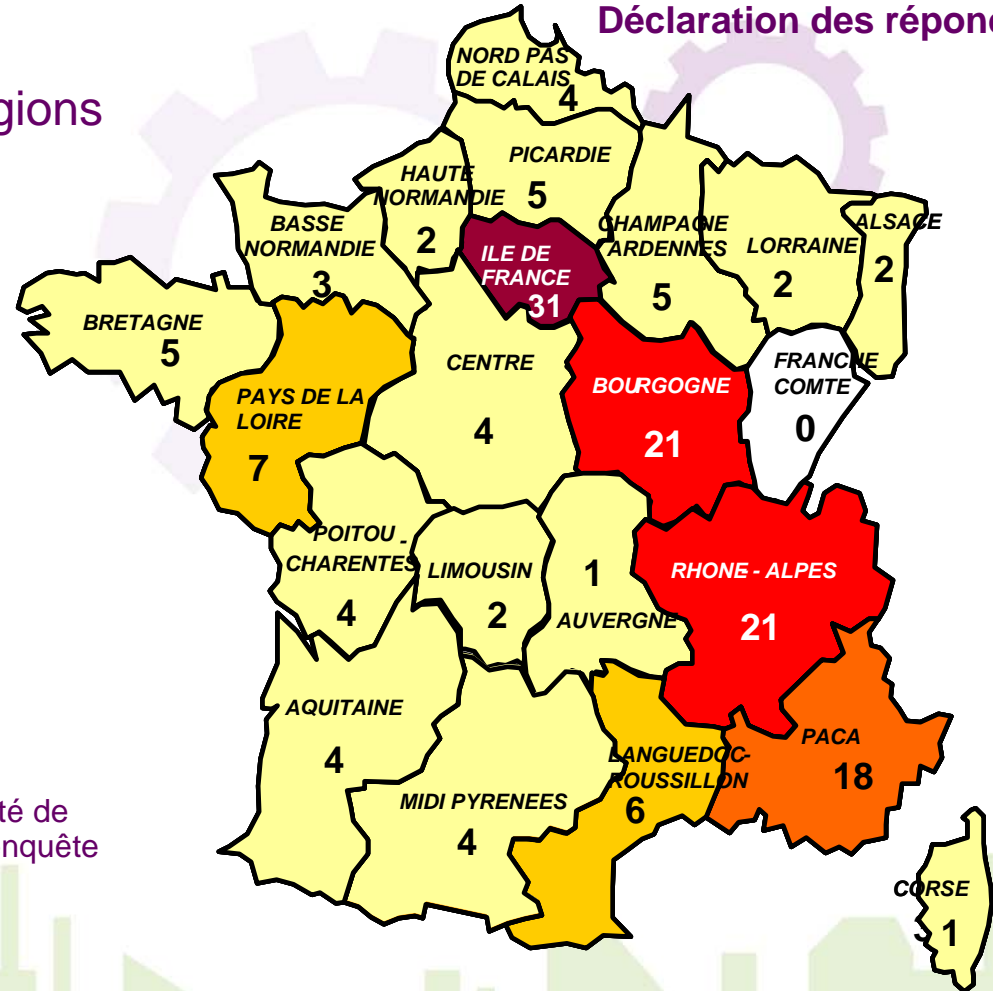 Déclaration des répond
gions
NORD PAS
DE CALAIS
4
PICARDIE
5
HAUTE
NORMANDIE
2
BASSE
NORMANDIE
3
ILE DE
FRANCE
31
CHAMPAGNE
ARDENNES
5
LORRAINE
2
ALSACE
2
BRETAGNE
5
PAYS DE LA
LOIRE
7
CENTRE
4
BOURGOGNE
21
FRANCHE
COMTE
0
POITOU -
CHARENTES
4
LIMOUSIN
2
1
AUVERGNE
RHONE - ALPES
21
AQUITAINE
4
MIDI PYRENEES
4
LANGUEDOC-
ROUSSILLON
6
PACA
18
té de
enquête
CORSE
1